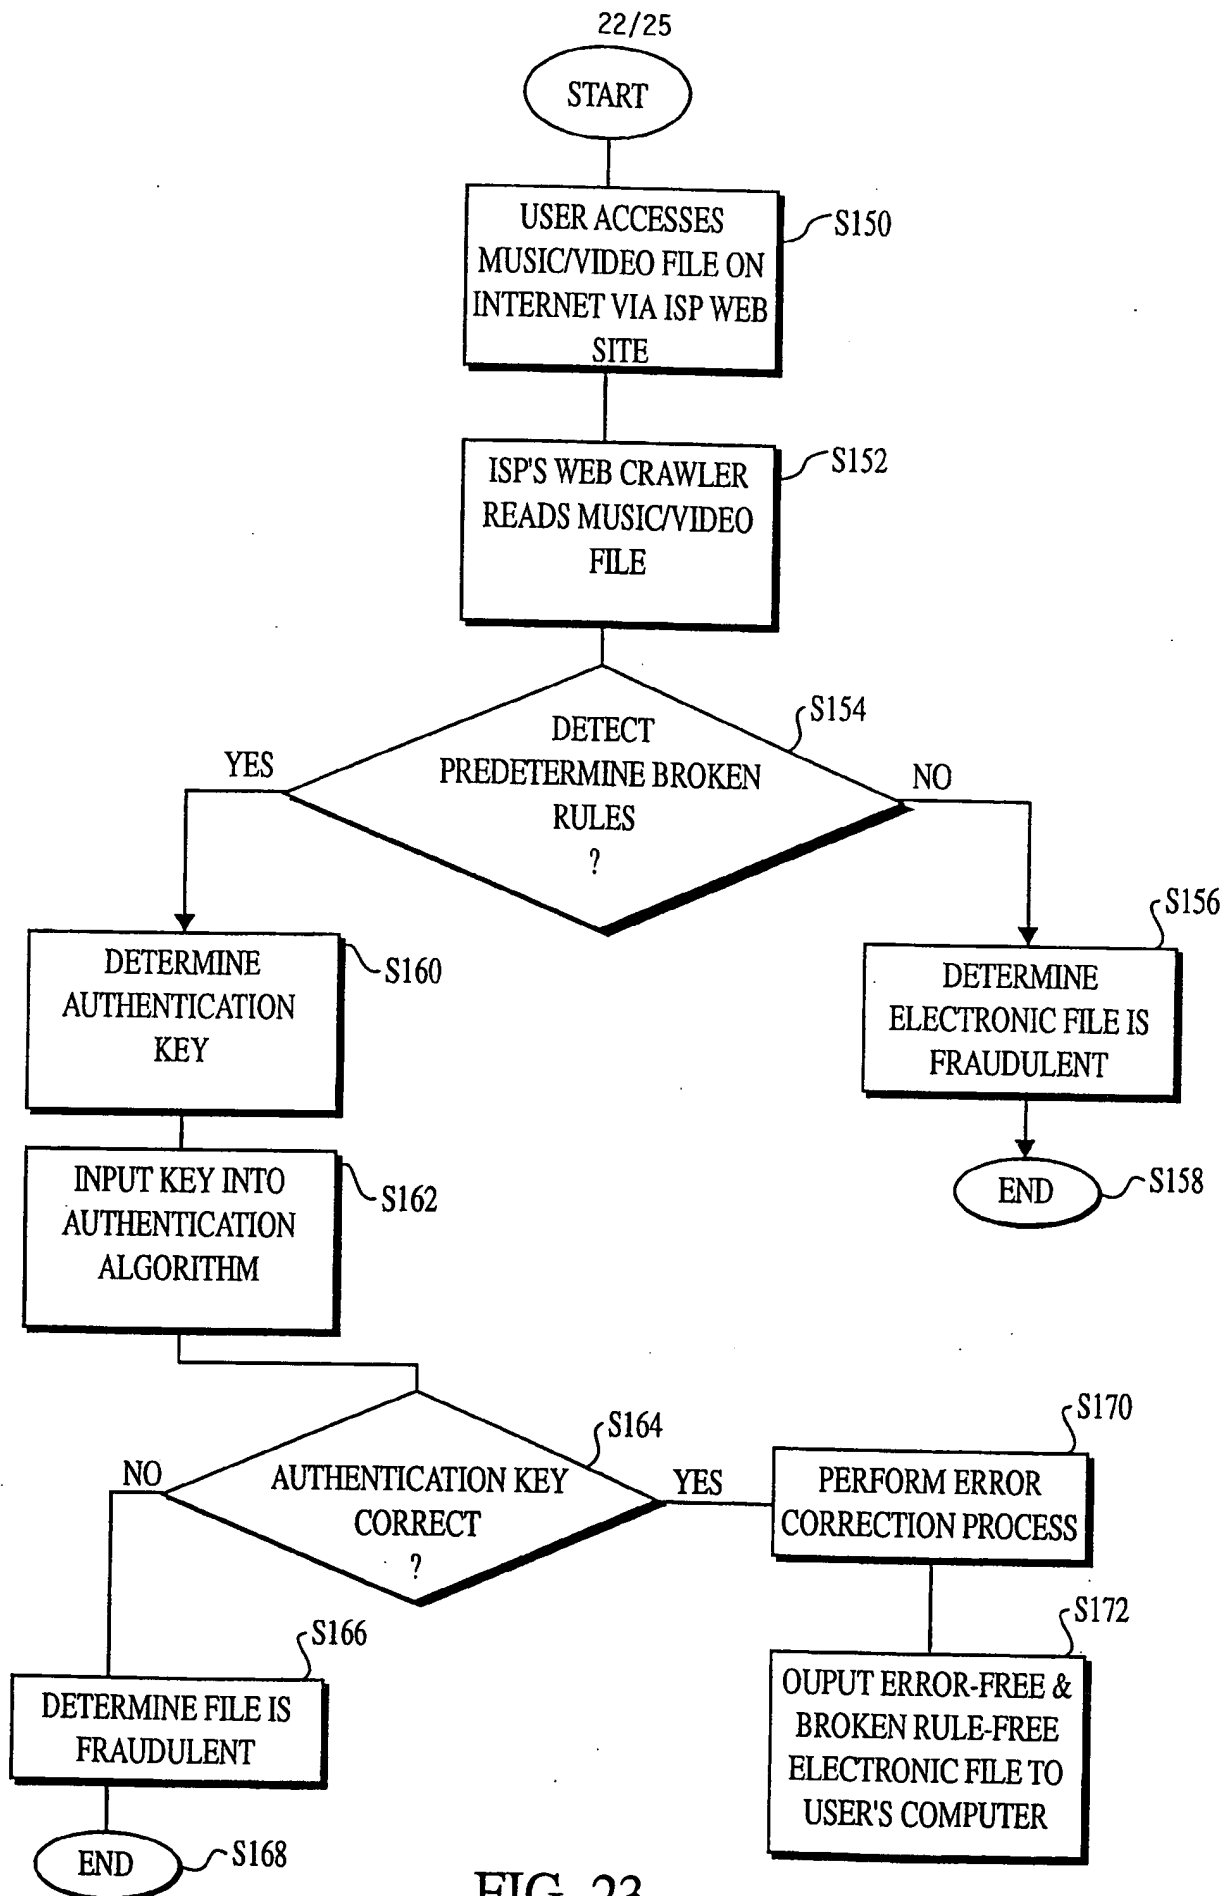 22/25
START
USER ACCESSES
MUSIC/VIDEO FILE ON
INTERNET VIA ISP WEB
SITE
S150
ISP'S WEB CRAWLER
READS MUSIC/VIDEO
FILE
S152
DETECT
PREDETERMINE BROKEN
RULES
?
S154
YES
NO
DETERMINE
AUTHENTICATION
KEY
S160
DETERMINE
ELECTRONIC FILE IS
FRAUDULENT
S156
INPUT KEY INTO
AUTHENTICATION
ALGORITHM
S162
END
S158
AUTHENTICATION KEY
CORRECT
?
S164
NO
YES
PERFORM ERROR
CORRECTION PROCESS
S170
DETERMINE FILE IS
FRAUDULENT
S166
OUPUT ERROR-FREE &
BROKEN RULE-FREE
ELECTRONIC FILE TO
USER'S COMPUTER
S172
END
S168
FIG. 23